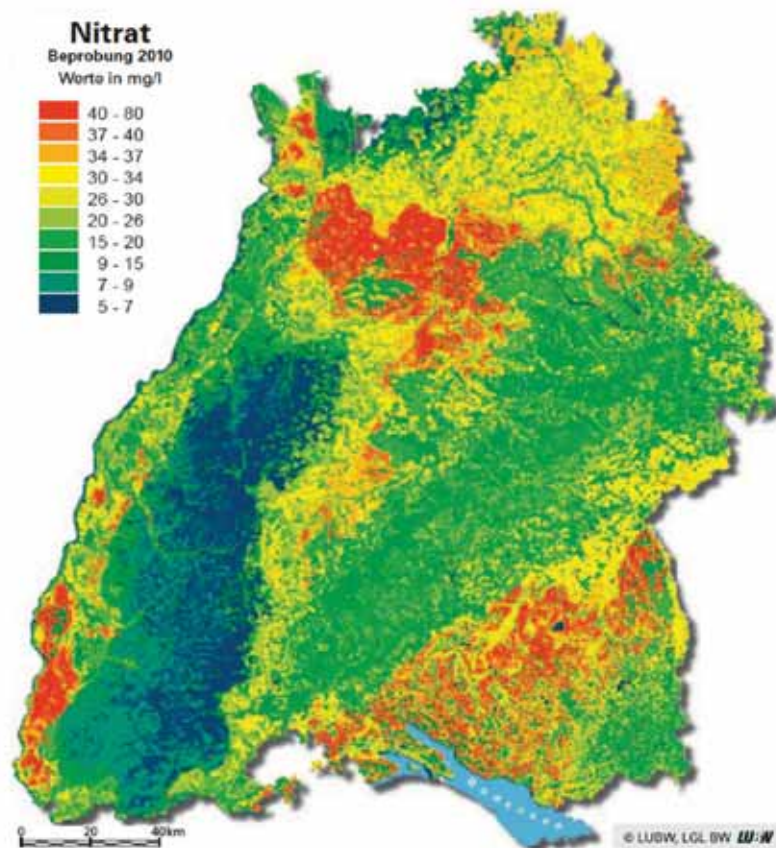 Nitrat
Beprobung 2010
Werte in mg/l
40 - 80
37 - 40
34 - 37
30 - 34
26 - 30
20 - 26
15 - 20
9 - 15
7 - 9
5 - 7
0 20 40km
© LUBW, LGL BW LU:W